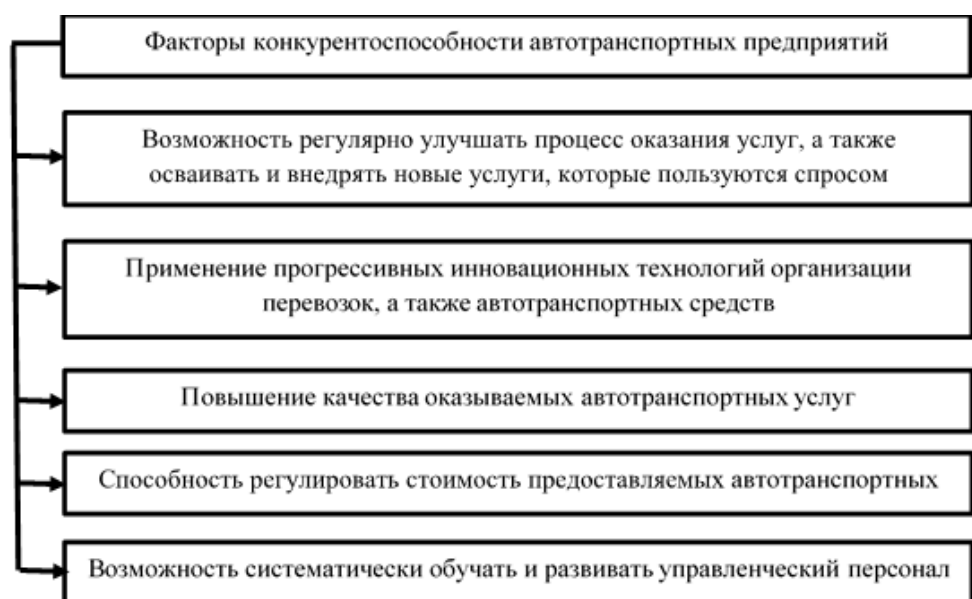 Факторы конкурентоспособности автотранспортных предприятий
Возможность регулярно улучшать процесс оказания услуг, а также
осваивать и внедрять новые услуги, которые пользуются спросом
Применение прогрессивных инновационных технологий организации
перевозок, а также автотранспортных средств
Повышение качества оказываемых автотранспортных услуг
Способность регулировать стоимость предоставляемых автотранспортных
Возможность систематически обучать и развивать управленческий персонал